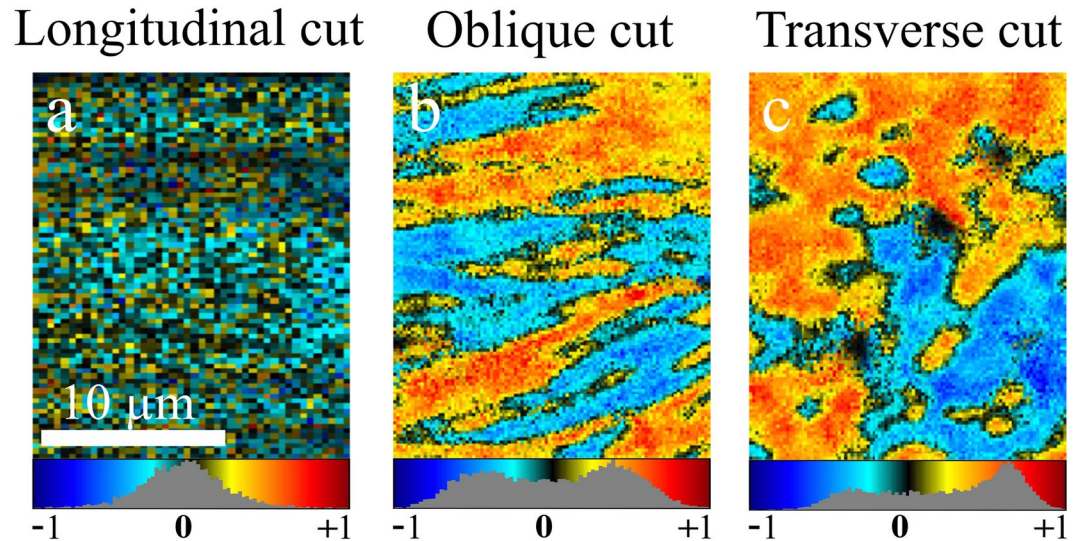 Longitudinal cut Oblique cut Transverse cut
a b c
10 μm
-1 0 +1 -1 0 +1 -1 0 +1